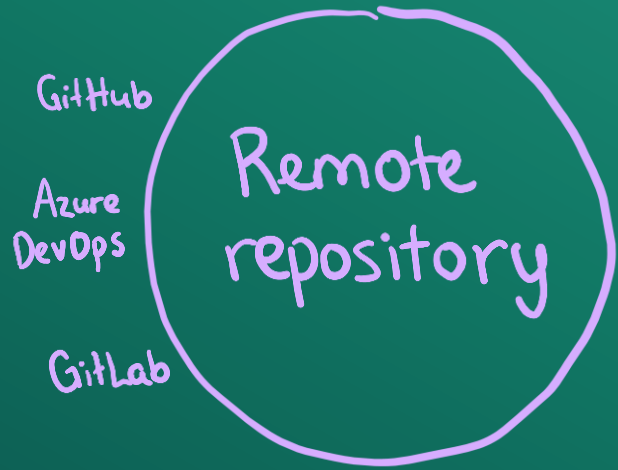 GitHub
Azure
DevOps
GitLab
Remote
repository